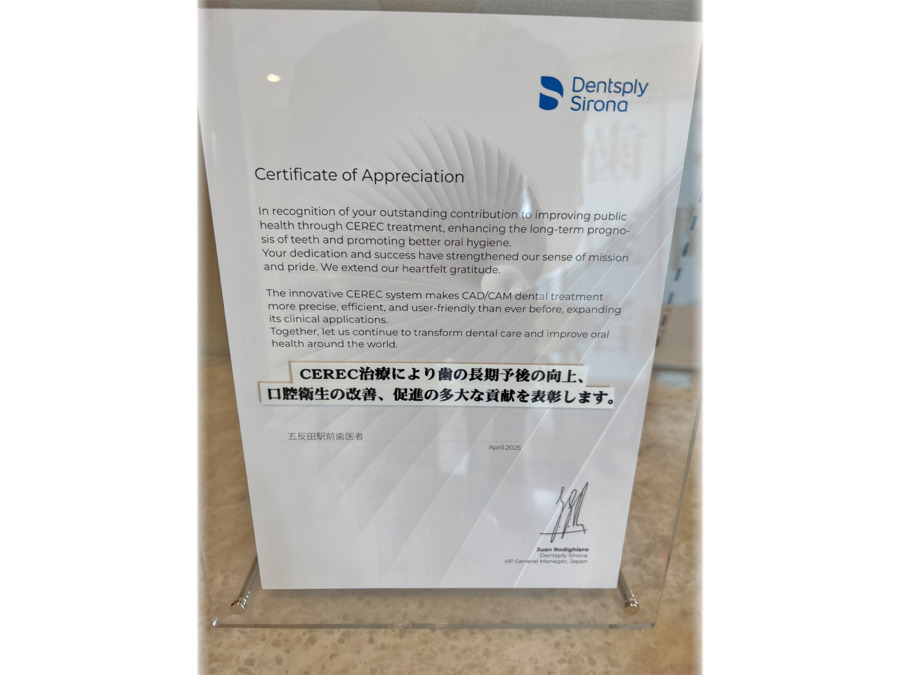 Dentsply
Sirona
Certificate of Appreciation
In recognition of your outstanding contribution to improving public
health through CEREC treatment, enhancing the long-term progno-
sis of teeth and promoting better oral hygiene.
Your dedication and success have strengthened our sense of mission
and pride. We extend our heartfelt gratitude.
The innovative CEREC system makes CAD/CAM dental treatment
more precise, efficient, and user-friendly than ever before, expanding
its clinical applications.
Together, let us continue to transform dental care and improve oral
health around the world.
CEREC治療により歯の長期予後の向上、
口腔衛生の改善、促進の多大な貢献を表彰します。
五反田駅前歯医者
April,2025
Juan Rodighiero
Dentsply Sirona
VP General Manager, Japan